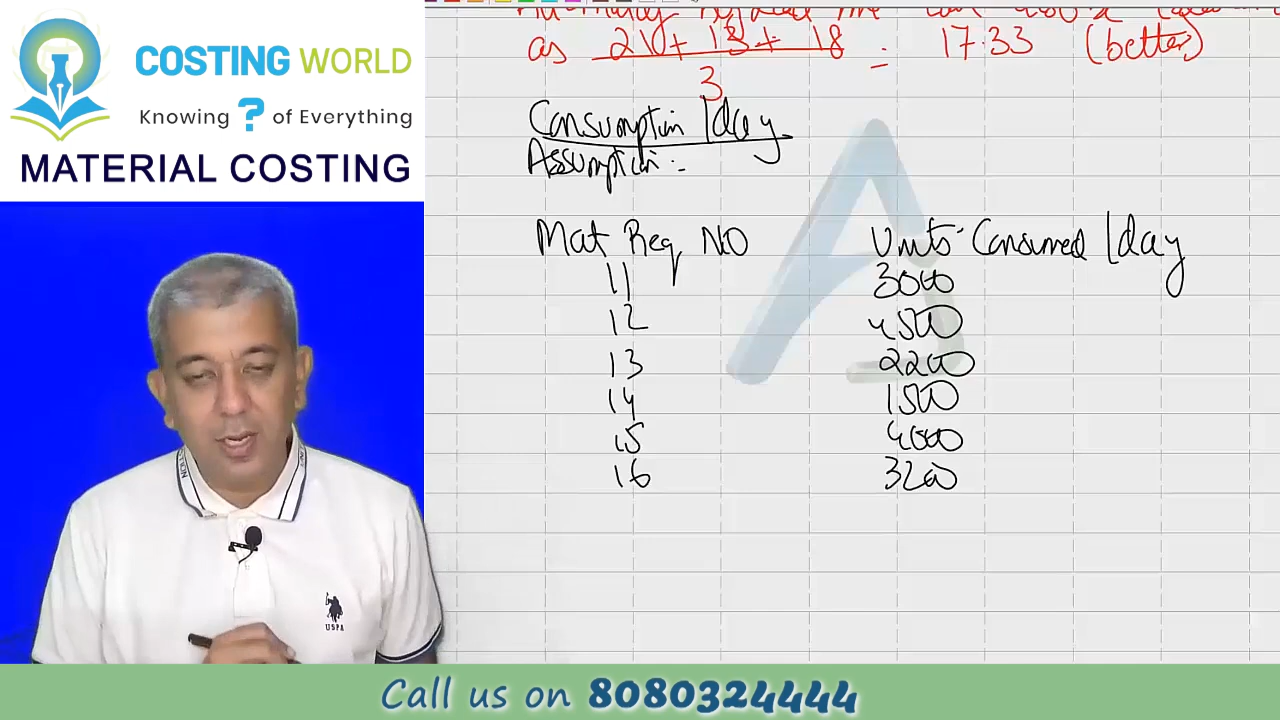 COSTING WORLD
Knowing ? of Everything
MATERIAL COSTING
as 21 + 13 + 18 = 17.33 (better)
3
Consumption / day
Assumption :-
Mat Req NO Units Consumed / day
11 3000
12 4500
13 2200
14 1500
15 4000
16 3200
USPA
Call us on 8080324444